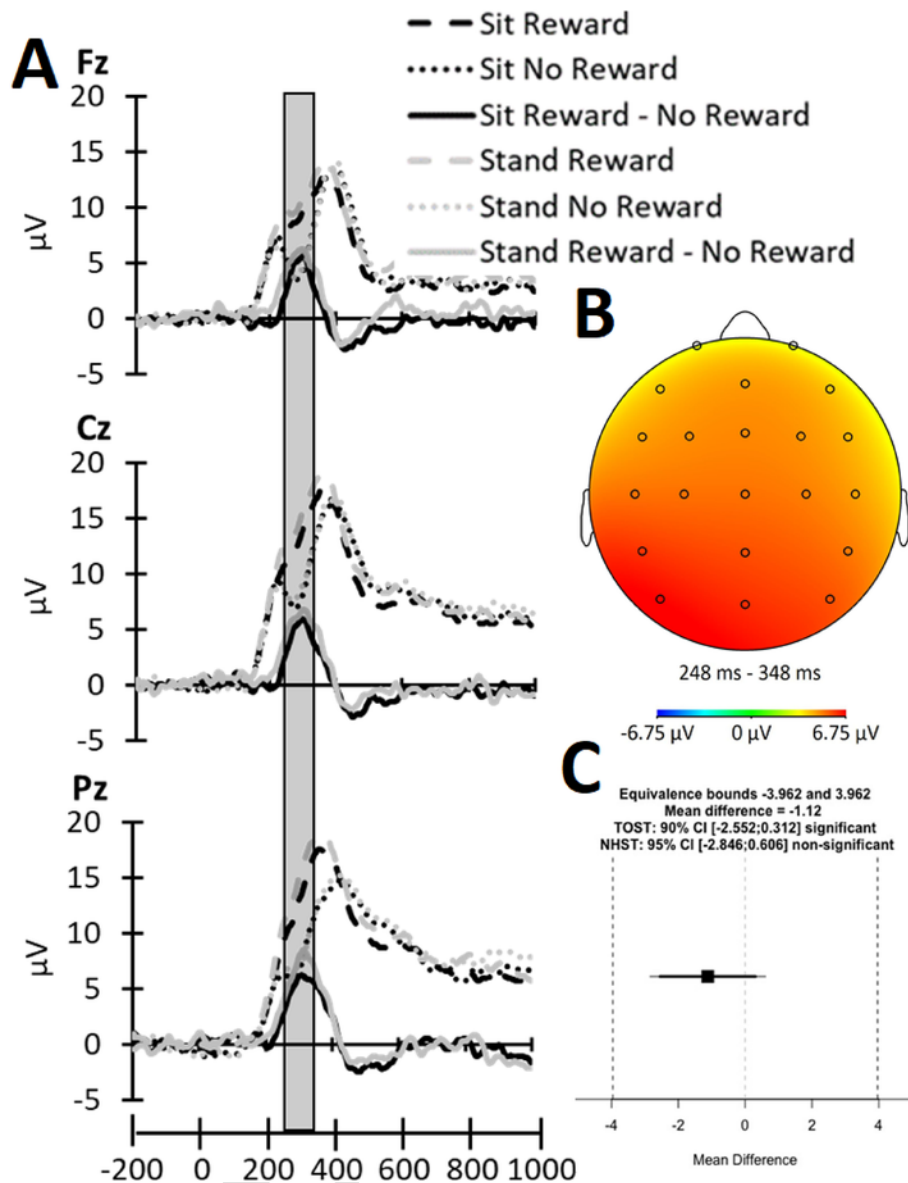 A
Fz
Sit Reward
Sit No Reward
Sit Reward - No Reward
Stand Reward
Stand No Reward
Stand Reward - No Reward
20
15
10
5
0
-5
µV
Cz
20
15
10
5
0
-5
µV
Pz
20
15
10
5
0
-5
µV
-200 0 200 400 600 800 1000
B
248 ms - 348 ms
-6.75 µV 0 µV 6.75 µV
C
Equivalence bounds -3.962 and 3.962
Mean difference = -1.12
TOST: 90% CI [-2.552;0.312] significant
NHST: 95% CI [-2.846;0.606] non-significant
-4 -2 0 2 4
Mean Difference